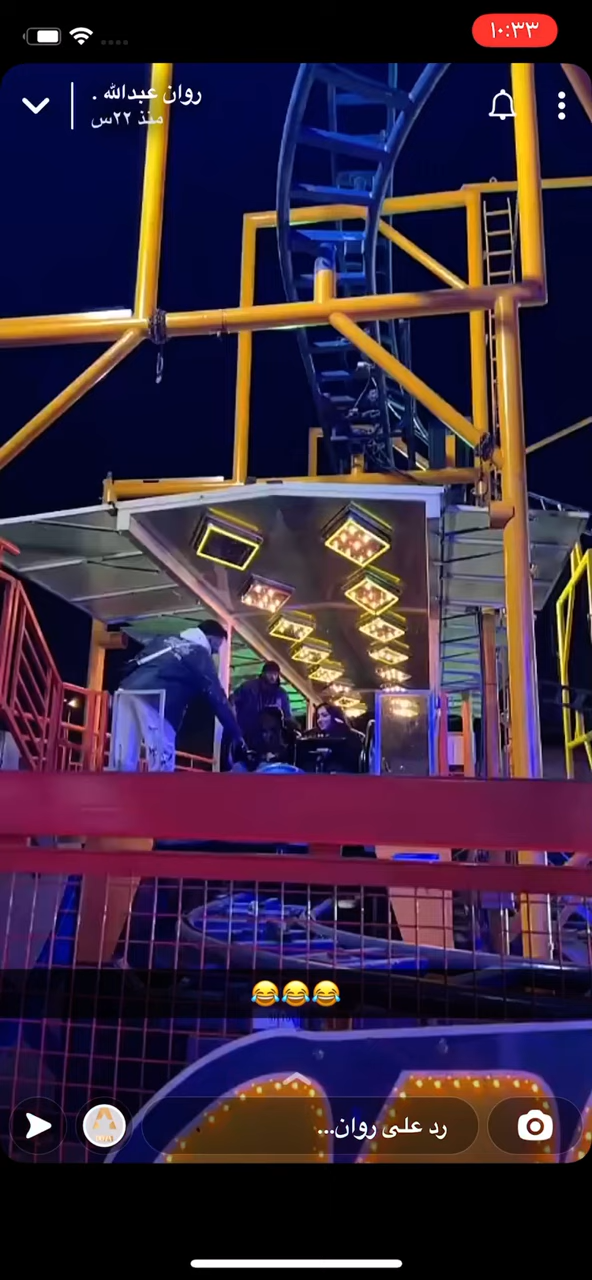 ١٠:٣٣
روان عبدالله .
منذ ٢٢س
😂😂😂
رد على روان...